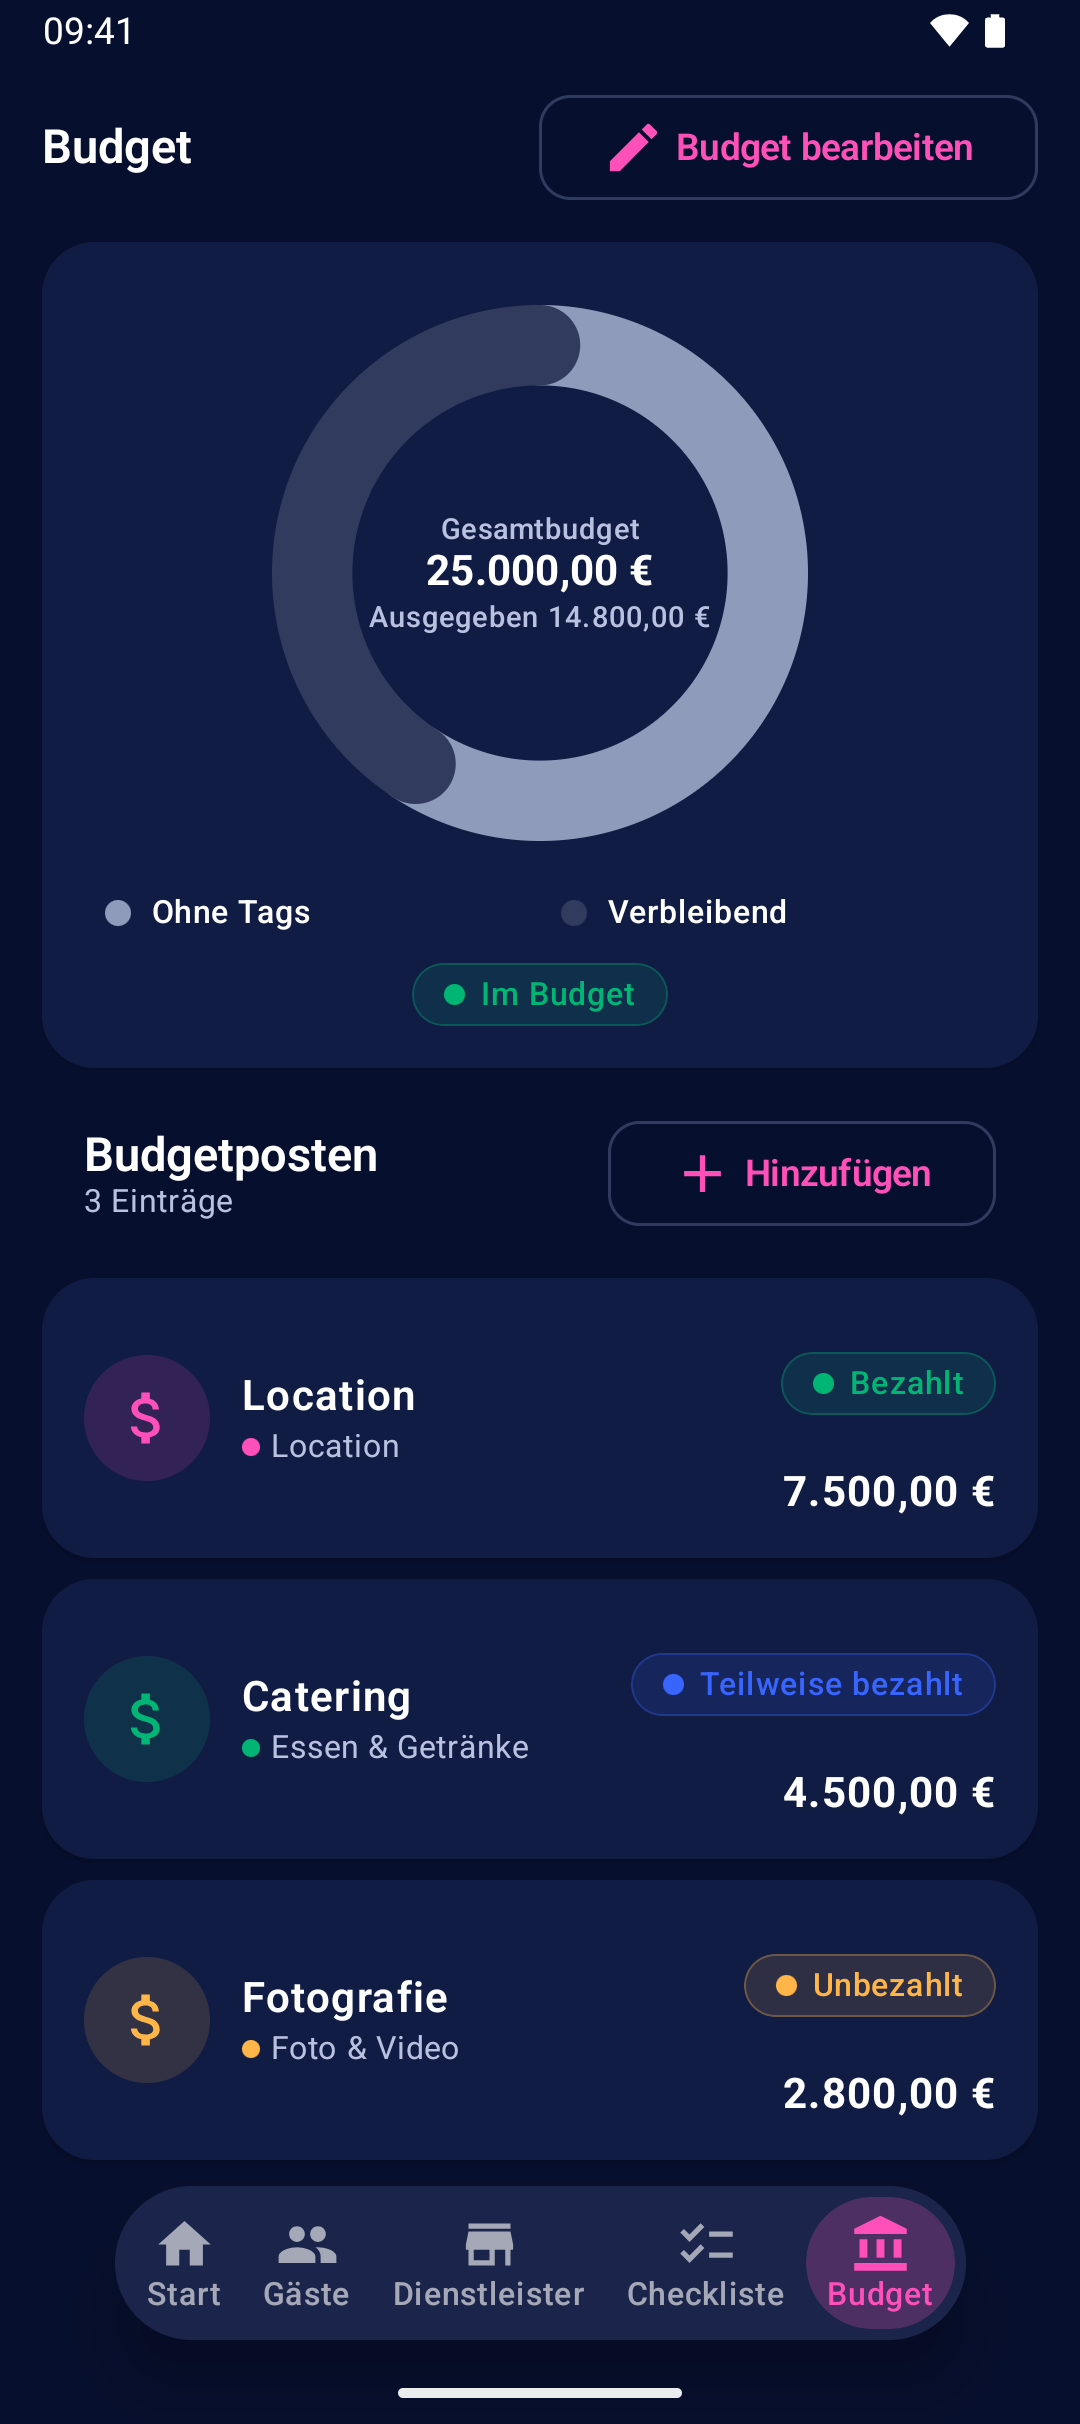 09:41
Budget
Budget bearbeiten
Gesamtbudget
25.000,00 €
Ausgegeben 14.800,00 €
Ohne Tags
Verbleibend
Im Budget
Budgetposten
3 Einträge
Hinzufügen
Location
Location
Bezahlt
7.500,00 €
Catering
Essen & Getränke
Teilweise bezahlt
4.500,00 €
Fotografie
Foto & Video
Unbezahlt
2.800,00 €
Start
Gäste
Dienstleister
Checkliste
Budget